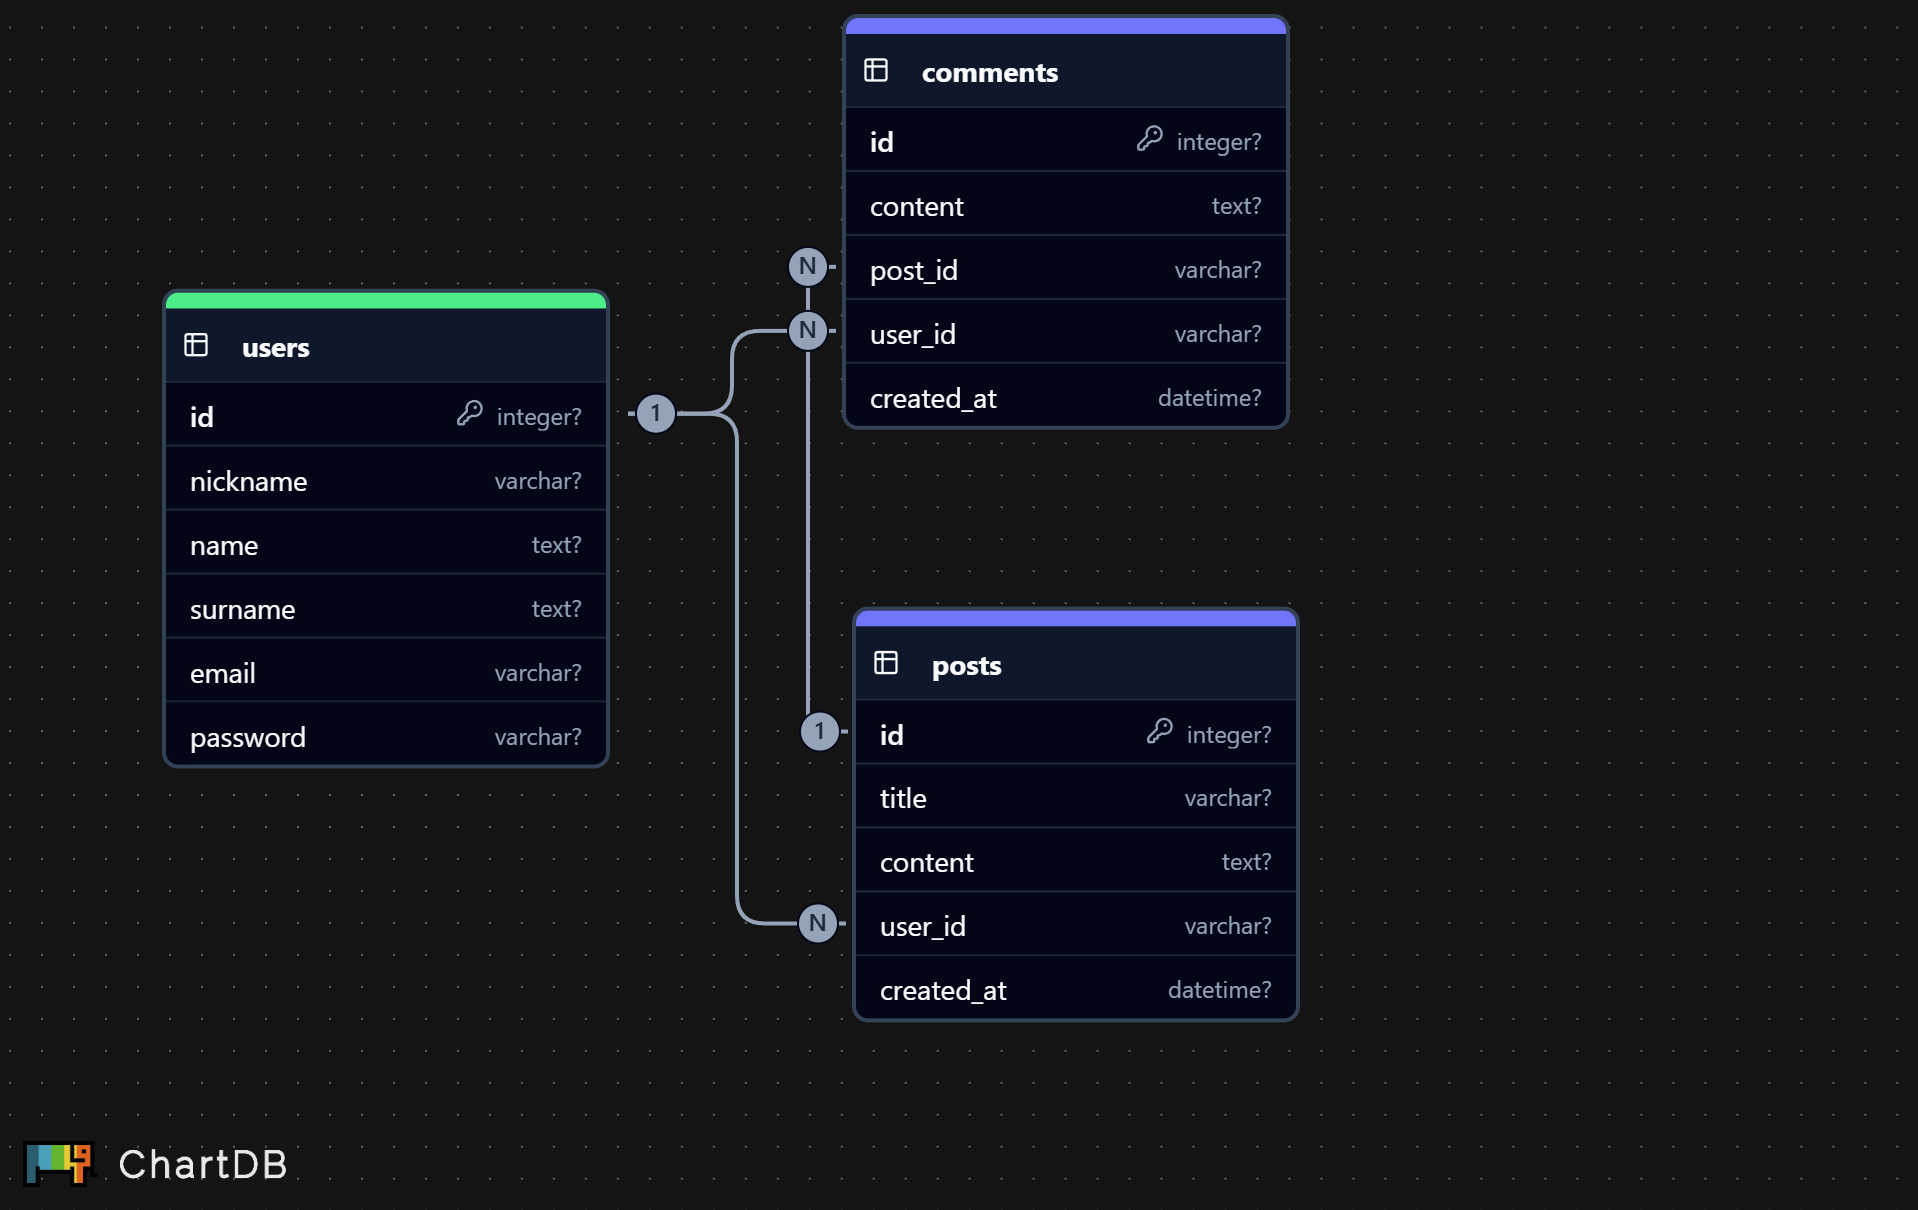 comments
id integer?
content text?
post_id varchar?
user_id varchar?
created_at datetime?
N
N
users
id integer?
nickname varchar?
name text?
surname text?
email varchar?
password varchar?
1
posts
id integer?
title varchar?
content text?
user_id varchar?
created_at datetime?
1
N
ChartDB